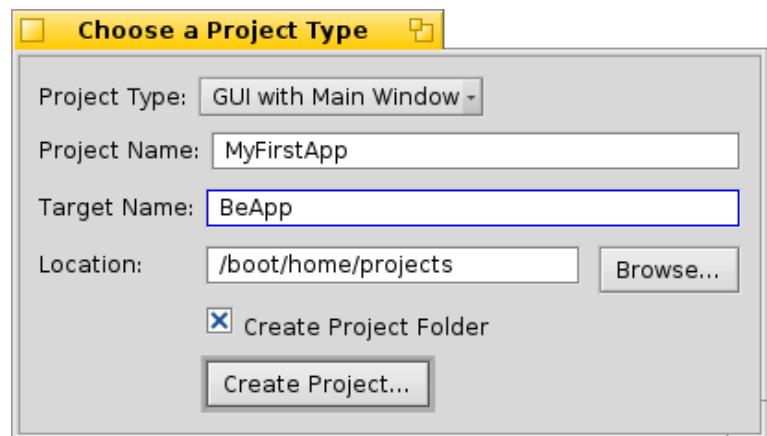 Choose a Project Type
Project Type: GUI with Main Window
Project Name: MyFirstApp
Target Name: BeApp
Location: /boot/home/projects Browse...
Create Project Folder
Create Project...